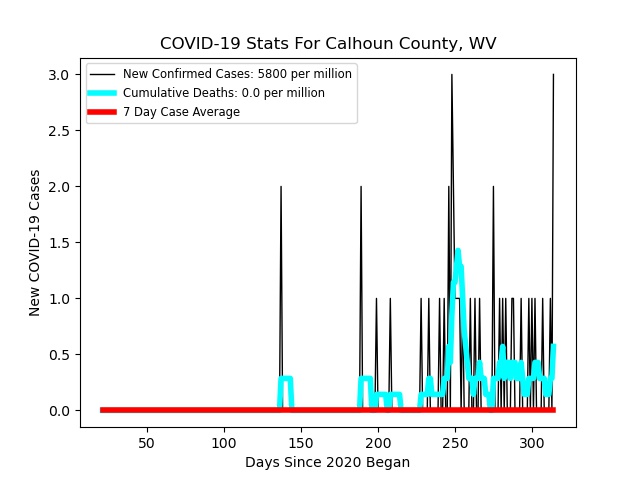 COVID-19 Stats For Calhoun County, WV
New Confirmed Cases: 5800 per million
Cumulative Deaths: 0.0 per million
7 Day Case Average
New COVID-19 Cases
3.0
2.5
2.0
1.5
1.0
0.5
0.0
50 100 150 200 250 300
Days Since 2020 Began